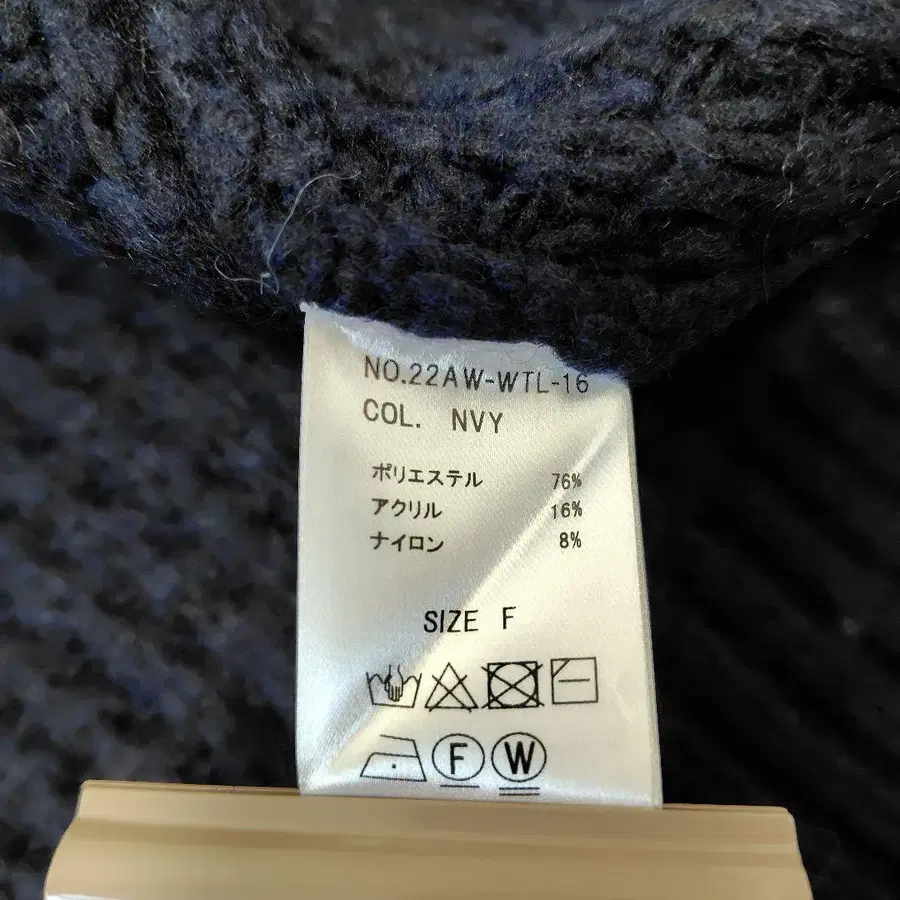 NO.22AW-WTL-16
COL. NVY
ポリエステル 76%
アクリル 16%
ナイロン 8%
SIZE F
F W